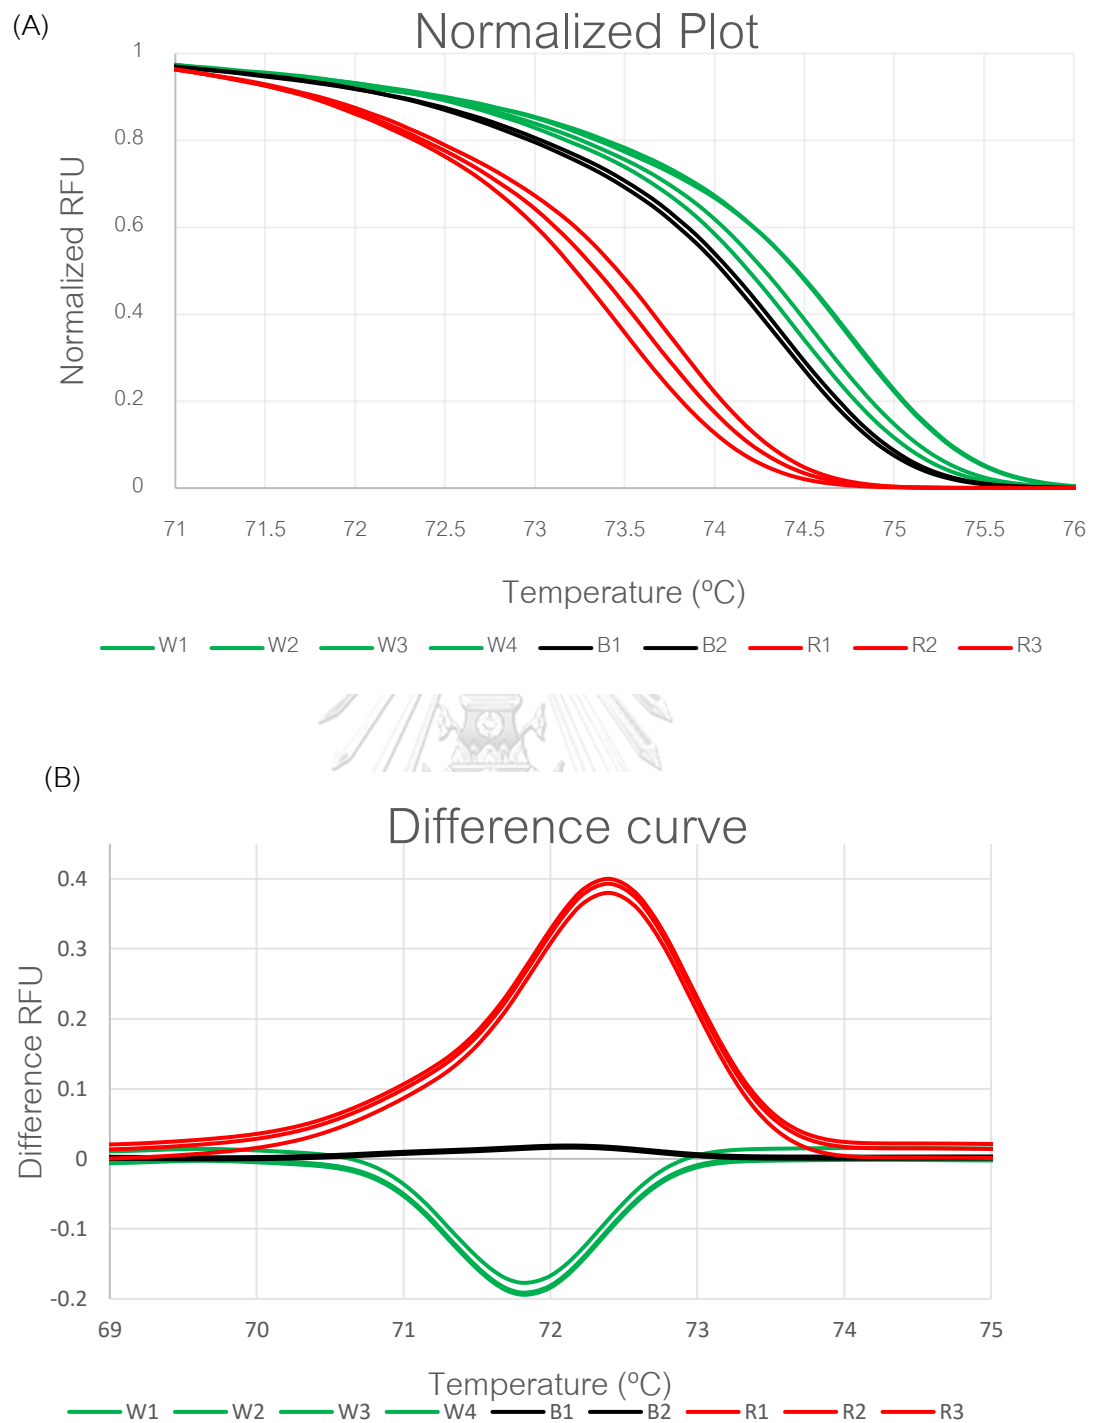 (A)
Normalized Plot
Normalized RFU
1
0.8
0.6
0.4
0.2
0
71 71.5 72 72.5 73 73.5 74 74.5 75 75.5 76
Temperature (ºC)
W1 W2 W3 W4 B1 B2 R1 R2 R3
(B)
Difference curve
Difference RFU
0.4
0.3
0.2
0.1
0
-0.1
-0.2
69 70 71 72 73 74 75
Temperature (ºC)
W1 W2 W3 W4 B1 B2 R1 R2 R3